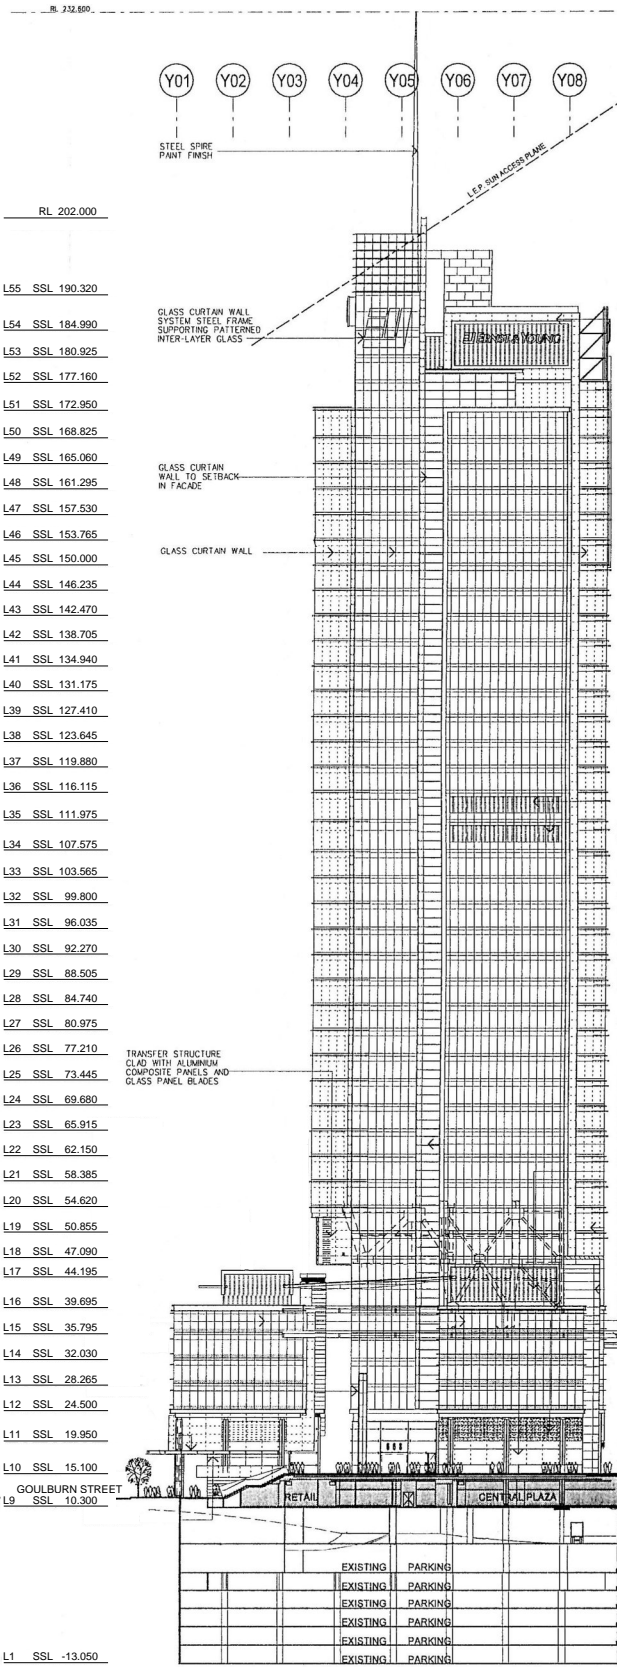 RL 232.600
Y01 Y02 Y03 Y04 Y05 Y06 Y07 Y08
STEEL SPIRE
PAINT FINISH
L.E.P. SUN ACCESS PLANE
RL 202.000
L55 SSL 190.320
GLASS CURTAIN WALL
SYSTEM STEEL FRAME
SUPPORTING PATTERNED
INTER-LAYER GLASS
L54 SSL 184.990
ERNST & YOUNG
L53 SSL 180.925
L52 SSL 177.160
L51 SSL 172.950
L50 SSL 168.825
L49 SSL 165.060
GLASS CURTAIN
WALL TO SETBACK
IN FACADE
L48 SSL 161.295
L47 SSL 157.530
L46 SSL 153.765
GLASS CURTAIN WALL
L45 SSL 150.000
L44 SSL 146.235
L43 SSL 142.470
L42 SSL 138.705
L41 SSL 134.940
L40 SSL 131.175
L39 SSL 127.410
L38 SSL 123.645
L37 SSL 119.880
L36 SSL 116.115
L35 SSL 111.975
L34 SSL 107.575
L33 SSL 103.565
L32 SSL 99.800
L31 SSL 96.035
L30 SSL 92.270
L29 SSL 88.505
L28 SSL 84.740
L27 SSL 80.975
L26 SSL 77.210
TRANSFER STRUCTURE
CLAD WITH ALUMINIUM
COMPOSITE PANELS AND
GLASS PANEL BLADES
L25 SSL 73.445
L24 SSL 69.680
L23 SSL 65.915
L22 SSL 62.150
L21 SSL 58.385
L20 SSL 54.620
L19 SSL 50.855
L18 SSL 47.090
L17 SSL 44.195
L16 SSL 39.695
L15 SSL 35.795
L14 SSL 32.030
L13 SSL 28.265
L12 SSL 24.500
L11 SSL 19.950
L10 SSL 15.100
GOULBURN STREET
L9 SSL 10.300
RETAIL
CENTRAL PLAZA
EXISTING PARKING
EXISTING PARKING
EXISTING PARKING
EXISTING PARKING
EXISTING PARKING
EXISTING PARKING
L1 SSL -13.050